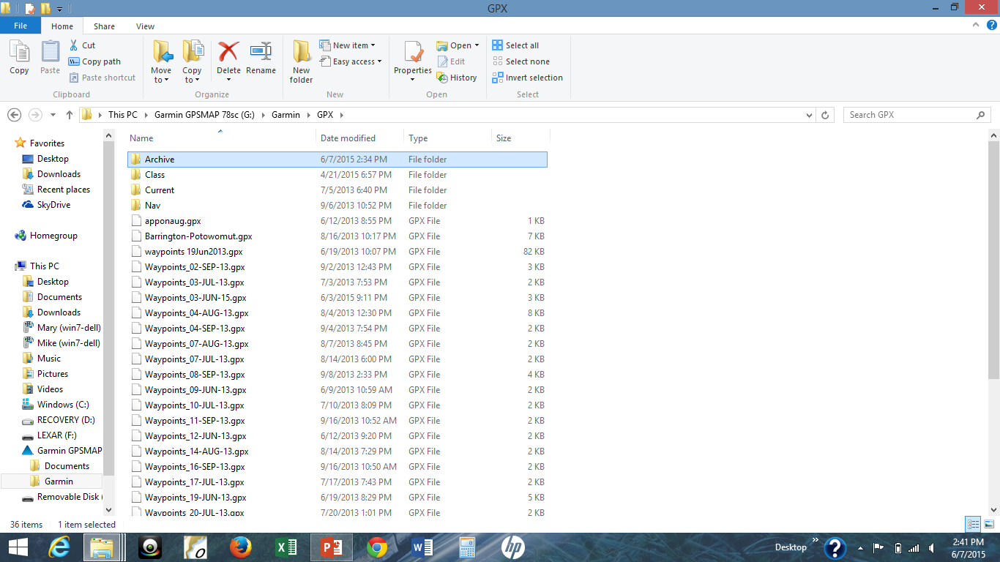 GPX
File Home Share View
Copy
Paste
Cut
Copy path
Paste shortcut
Clipboard
Move to
Copy to
Delete
Rename
Organize
New folder
New item
Easy access
New
Properties
Open
Edit
History
Open
Select all
Select none
Invert selection
Select
This PC Garmin GPSMAP 78sc (G:) Garmin GPX
Search GPX
Favorites
Desktop
Downloads
Recent places
SkyDrive
Homegroup
This PC
Desktop
Documents
Downloads
Mary (win7-dell)
Mike (win7-dell)
Music
Pictures
Videos
Windows (C:)
RECOVERY (D:)
LEXAR (F:)
Garmin GPSMAP
Documents
Garmin
Removable Disk (
Name Date modified Type Size
Archive 6/7/2015 2:34 PM File folder
Class 4/21/2015 6:57 PM File folder
Current 7/5/2013 6:40 PM File folder
Nav 9/6/2013 10:52 PM File folder
apponaug.gpx 6/12/2013 8:55 PM GPX File 1 KB
Barrington-Potowomut.gpx 8/16/2013 10:17 PM GPX File 7 KB
waypoints 19Jun2013.gpx 6/19/2013 10:07 PM GPX File 82 KB
Waypoints_02-SEP-13.gpx 9/2/2013 12:43 PM GPX File 3 KB
Waypoints_03-JUL-13.gpx 7/3/2013 7:53 PM GPX File 2 KB
Waypoints_03-JUN-15.gpx 6/3/2015 9:11 PM GPX File 3 KB
Waypoints_04-AUG-13.gpx 8/4/2013 12:30 PM GPX File 8 KB
Waypoints_04-SEP-13.gpx 9/4/2013 7:54 PM GPX File 2 KB
Waypoints_07-AUG-13.gpx 8/7/2013 8:45 PM GPX File 2 KB
Waypoints_07-JUL-13.gpx 8/14/2013 6:00 PM GPX File 2 KB
Waypoints_08-SEP-13.gpx 9/8/2013 2:33 PM GPX File 4 KB
Waypoints_09-JUN-13.gpx 6/9/2013 10:59 AM GPX File 2 KB
Waypoints_10-JUL-13.gpx 7/10/2013 8:09 PM GPX File 2 KB
Waypoints_11-SEP-13.gpx 9/16/2013 10:52 AM GPX File 2 KB
Waypoints_12-JUN-13.gpx 6/12/2013 9:20 PM GPX File 2 KB
Waypoints_14-AUG-13.gpx 8/14/2013 7:29 PM GPX File 2 KB
Waypoints_16-SEP-13.gpx 9/16/2013 10:50 AM GPX File 2 KB
Waypoints_17-JUL-13.gpx 7/17/2013 7:43 PM GPX File 2 KB
Waypoints_19-JUN-13.gpx 6/19/2013 8:29 PM GPX File 5 KB
Waypoints_20-JUL-13.gpx 7/20/2013 1:01 PM GPX File 2 KB
36 items 1 item selected
Desktop
2:41 PM
6/7/2015